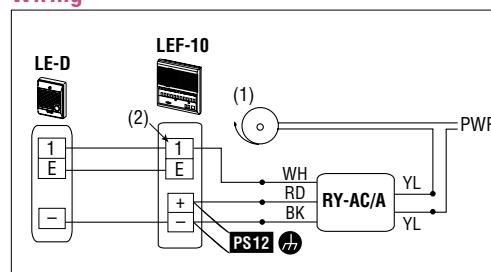 Wiring
LEF-10
LE-D
(1)
(2)
PWR
1
1
E
E
WH
YL
RD
RY-AC/A
+
BK
YL
–
–
PS12